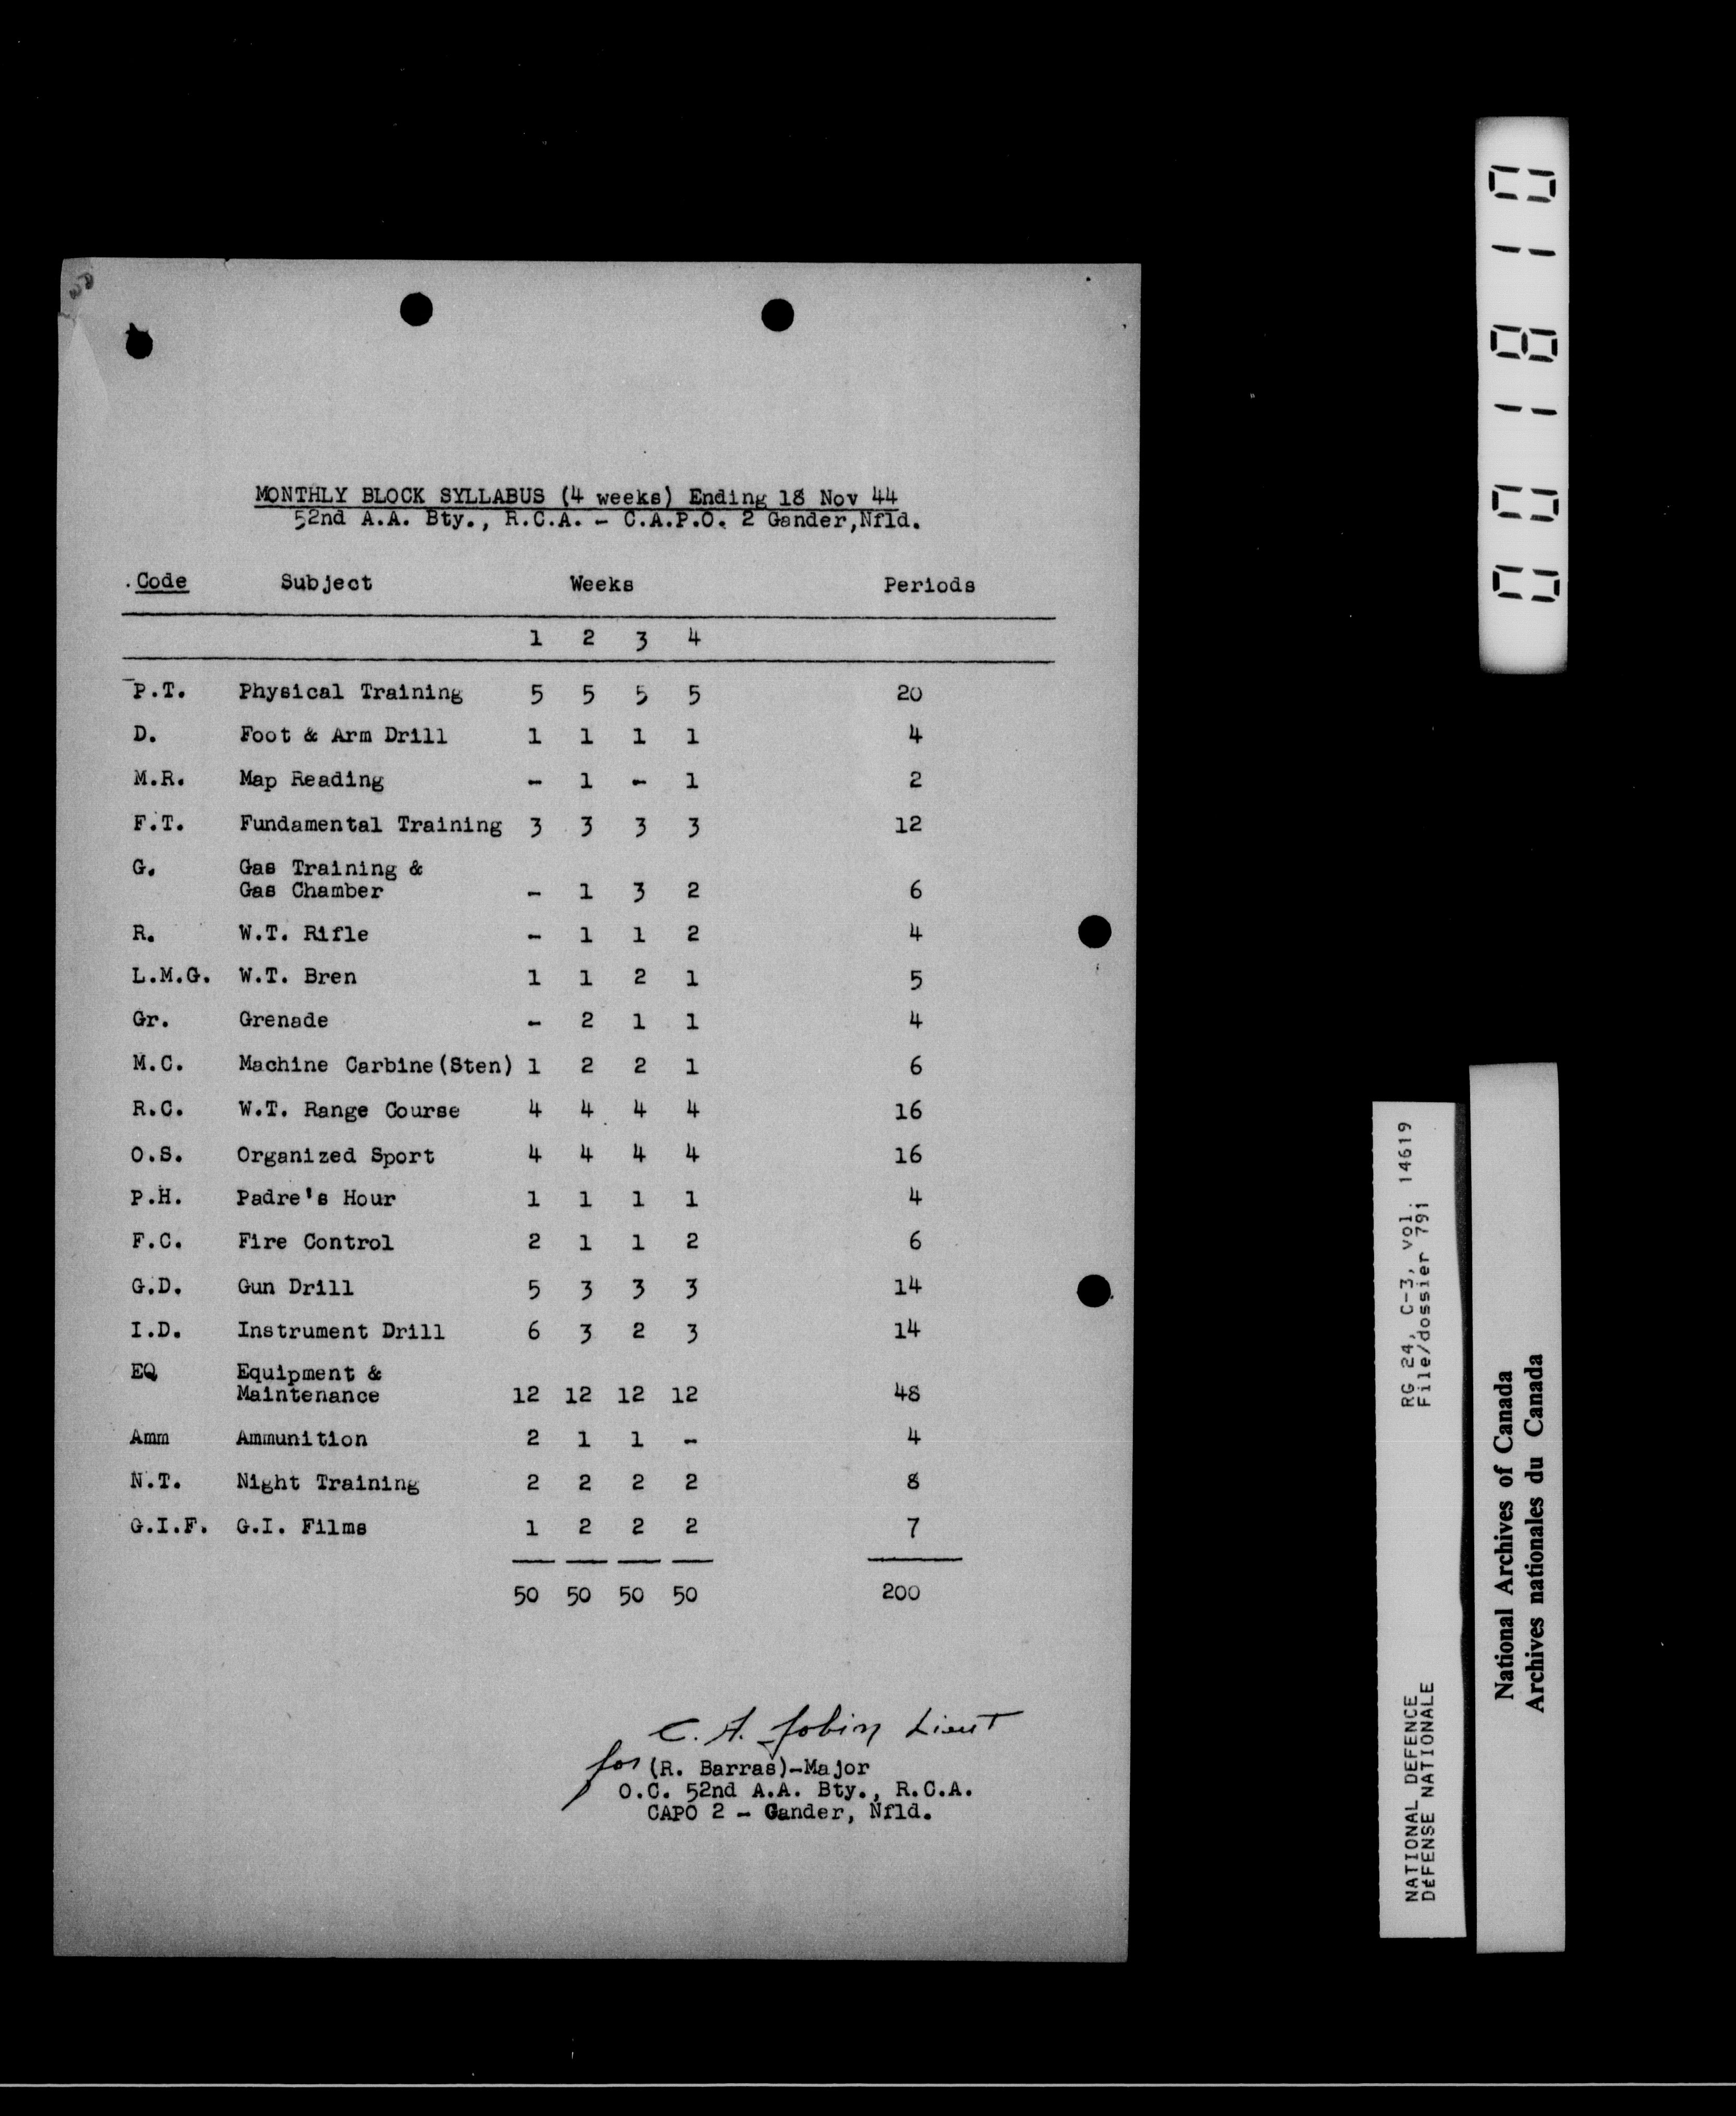 MONTHLY BLOCK SYLLABUS (4 weeks) Ending 18 Nov 44
52nd A.A. Bty., R.C.A. - C.A.P.O. 2 Gander,Nfld.
Code Subject Weeks Periods
1 2 3 4
P.T. Physical Training 5 5 5 5 20
D. Foot & Arm Drill 1 1 1 1 4
M.R. Map Reading - 1 - 1 2
F.T. Fundamental Training 3 3 3 3 12
G. Gas Training &
Gas Chamber - 1 3 2 6
R. W.T. Rifle - 1 1 2 4
L.M.G. W.T. Bren 1 1 2 1 5
Gr. Grenade - 2 1 1 4
M.C. Machine Carbine(Sten) 1 2 2 1 6
R.C. W.T. Range Course 4 4 4 4 16
O.S. Organized Sport 4 4 4 4 16
P.H. Padre's Hour 1 1 1 1 4
F.C. Fire Control 2 1 1 2 6
G.D. Gun Drill 5 3 3 3 14
I.D. Instrument Drill 6 3 2 3 14
EQ Equipment &
Maintenance 12 12 12 12 48
Amm Ammunition 2 1 1 - 4
N.T. Night Training 2 2 2 2 8
G.I.F. G.I. Films 1 2 2 2 7
50 50 50 50 200
C. A. Jobin Lieut
for (R. Barras)-Major
O.C. 52nd A.A. Bty., R.C.A.
CAPO 2 - Gander, Nfld.
001810
NATIONAL DEFENCE RG 24, C-3, vol. 14619
DÉFENSE NATIONALE File/dossier 791
National Archives of Canada
Archives nationales du Canada